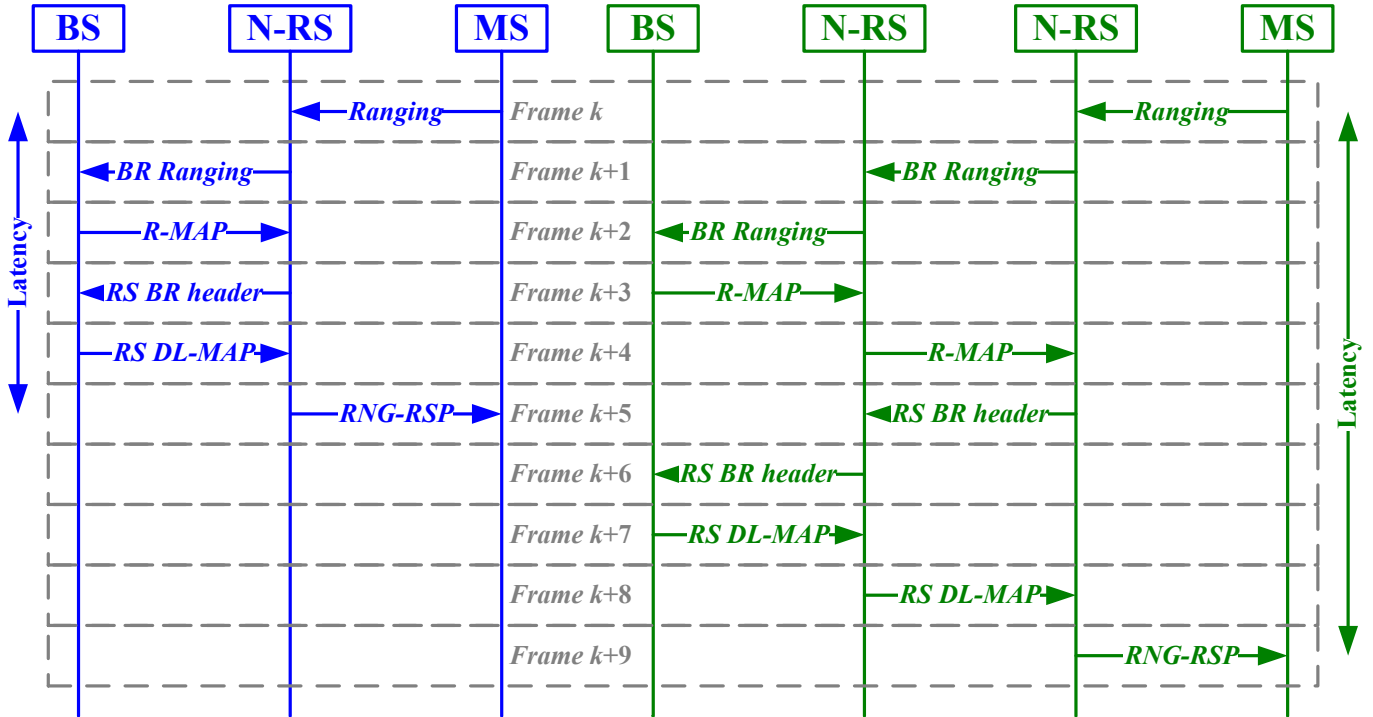 BS N-RS MS BS N-RS N-RS MS
Ranging Frame k Ranging
BR Ranging Frame k+1 BR Ranging
R-MAP Frame k+2 BR Ranging
RS BR header Frame k+3 R-MAP
RS DL-MAP Frame k+4 R-MAP
RNG-RSP Frame k+5 RS BR header
Frame k+6 RS BR header
Frame k+7 RS DL-MAP
Frame k+8 RS DL-MAP
Frame k+9 RNG-RSP
Latency
Latency